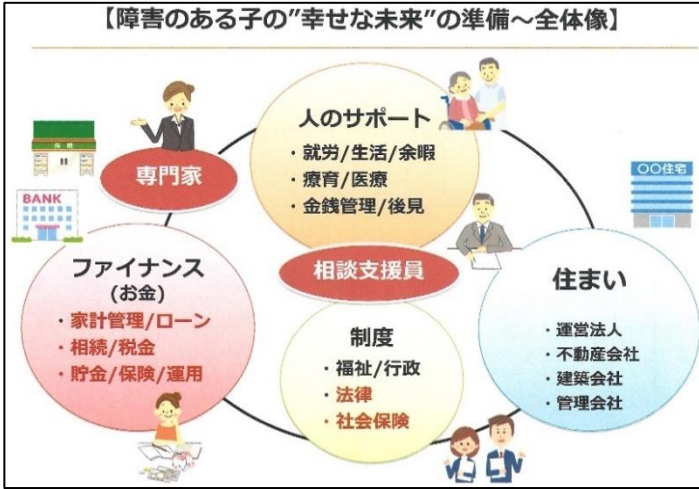 【障害のある子の”幸せな未来”の準備～全体像】
人のサポート
・就労/生活/余暇
・療育/医療
・金銭管理/後見
専門家
保険
BANK
〇〇住宅
ファイナンス
(お金)
・家計管理/ローン
・相続/税金
・貯金/保険/運用
相談支援員
制度
・福祉/行政
・法律
・社会保険
住まい
・運営法人
・不動産会社
・建築会社
・管理会社